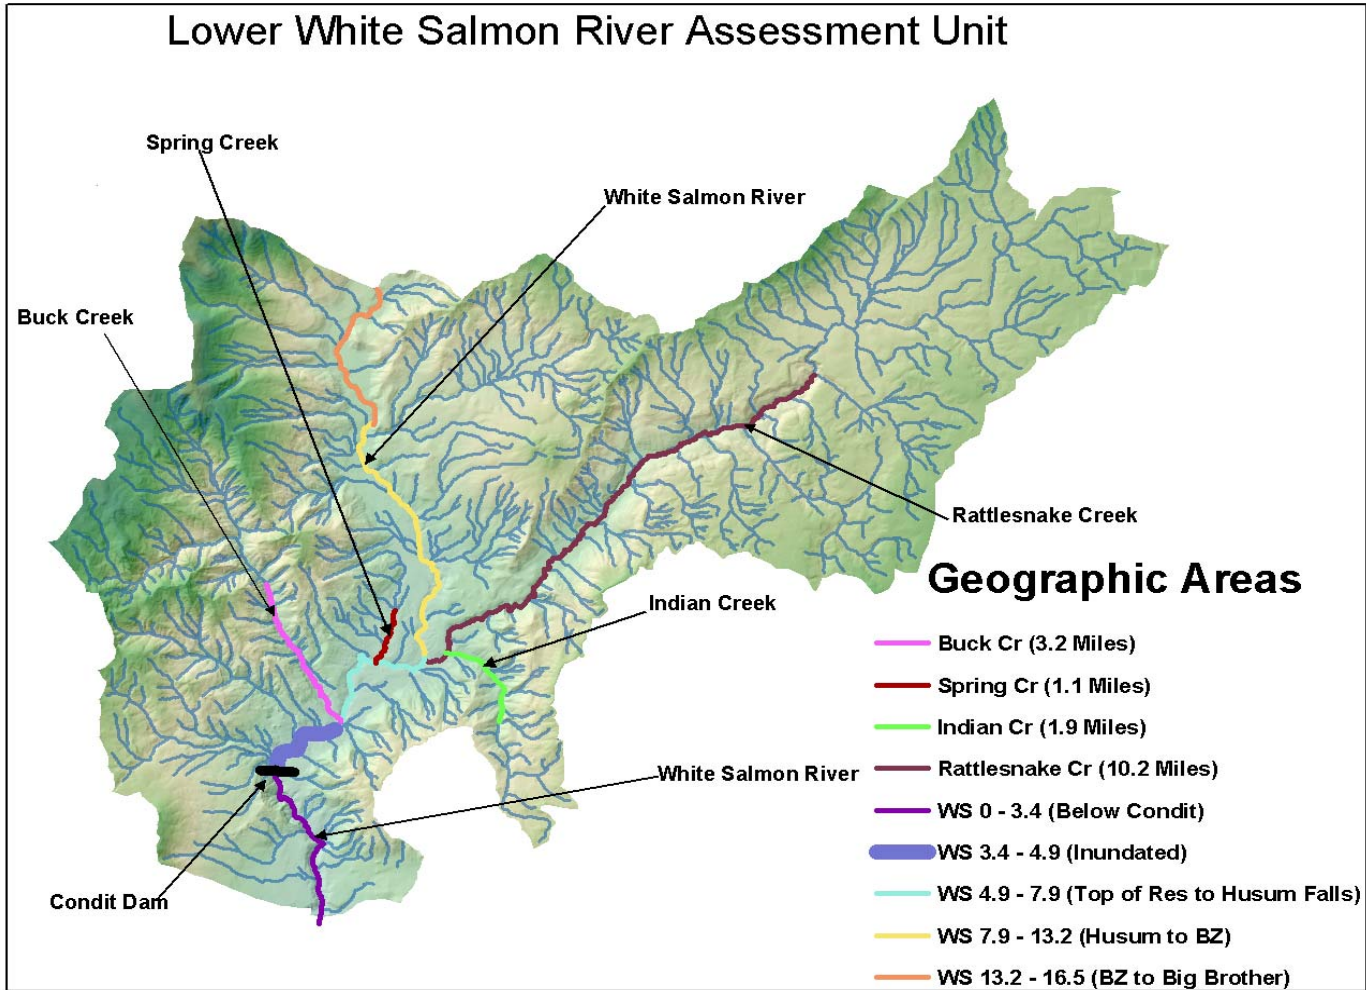 Lower White Salmon River Assessment Unit
Spring Creek
White Salmon River
Buck Creek
Rattlesnake Creek
Indian Creek
White Salmon River
Condit Dam
Geographic Areas
Buck Cr (3.2 Miles)
Spring Cr (1.1 Miles)
Indian Cr (1.9 Miles)
Rattlesnake Cr (10.2 Miles)
WS 0 - 3.4 (Below Condit)
WS 3.4 - 4.9 (Inundated)
WS 4.9 - 7.9 (Top of Res to Husum Falls)
WS 7.9 - 13.2 (Husum to BZ)
WS 13.2 - 16.5 (BZ to Big Brother)